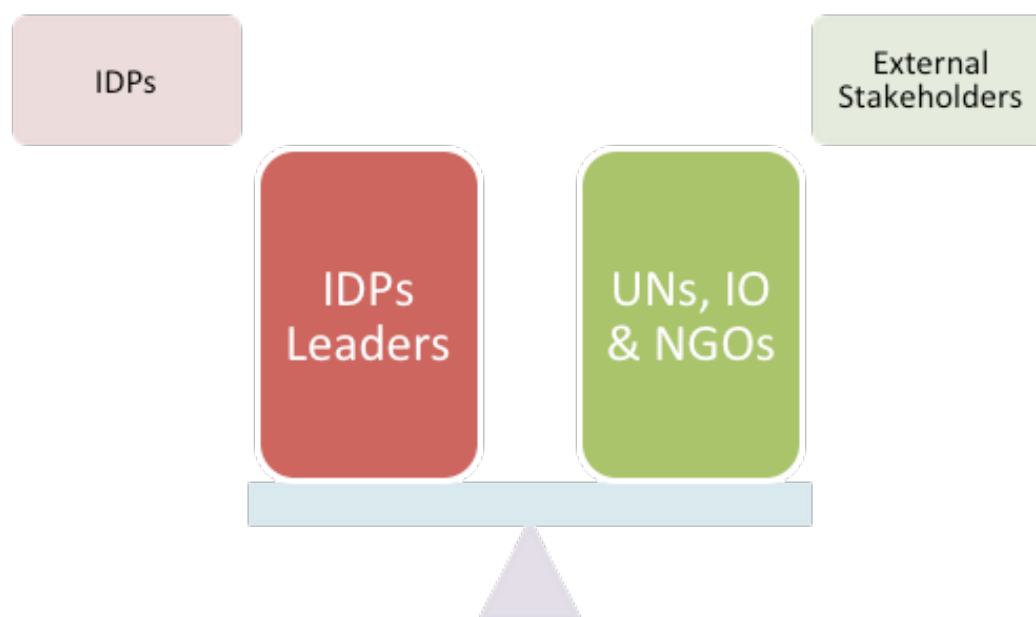 IDPs
External
Stakeholders
IDPs
Leaders
UNs, IO
& NGOs